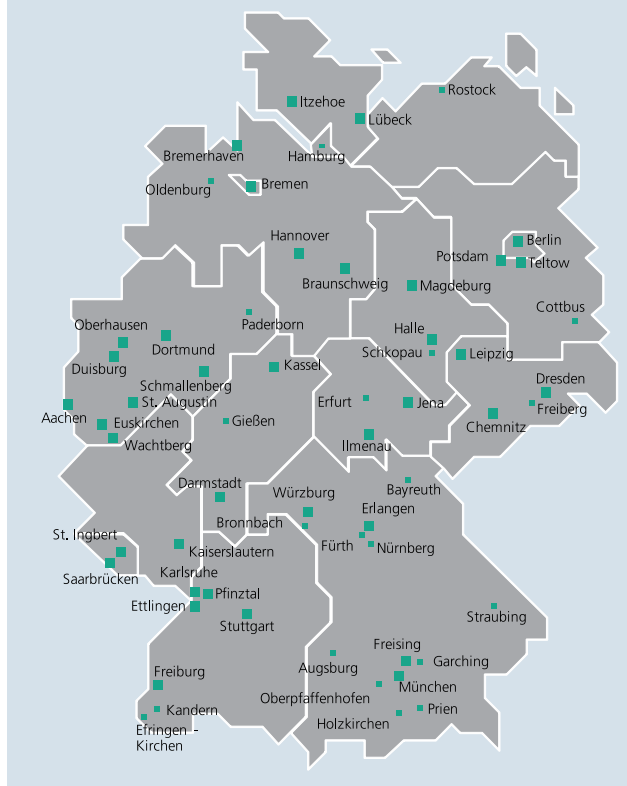 Itzehoe
Rostock
Lübeck
Bremerhaven
Hamburg
Oldenburg
Bremen
Hannover
Berlin
Potsdam
Teltow
Braunschweig
Magdeburg
Cottbus
Oberhausen
Paderborn
Dortmund
Halle
Schkopau
Leipzig
Duisburg
Kassel
Schmallenberg
Dresden
St. Augustin
Erfurt
Jena
Freiberg
Aachen
Euskirchen
Gießen
Chemnitz
Wachtberg
Ilmenau
Darmstadt
Würzburg
Bayreuth
Bronnbach
Erlangen
St. Ingbert
Kaiserslautern
Fürth
Nürnberg
Saarbrücken
Karlsruhe
Pfinztal
Ettlingen
Stuttgart
Straubing
Freising
Augsburg
Garching
Freiburg
München
Oberpfaffenhofen
Kandern
Prien
Holzkirchen
Efringen -
Kirchen